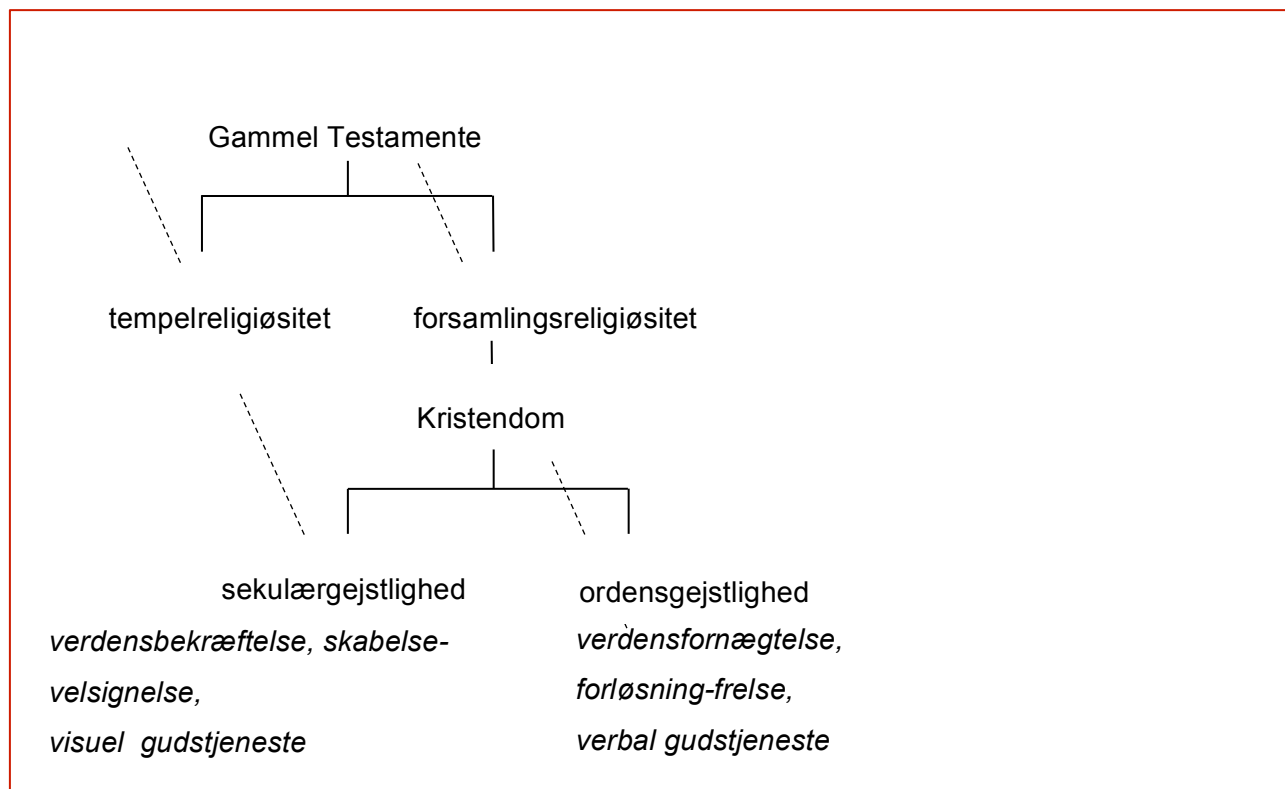 Gammel Testamente
tempelreligiøsitet
forsamlingsreligiøsitet
Kristendom
sekulærgejstlighed
verdensbekræftelse, skabelse-
velsignelse,
visuel gudstjeneste
ordensgejstlighed
verdensfornægtelse,
forløsning-frelse,
verbal gudstjeneste